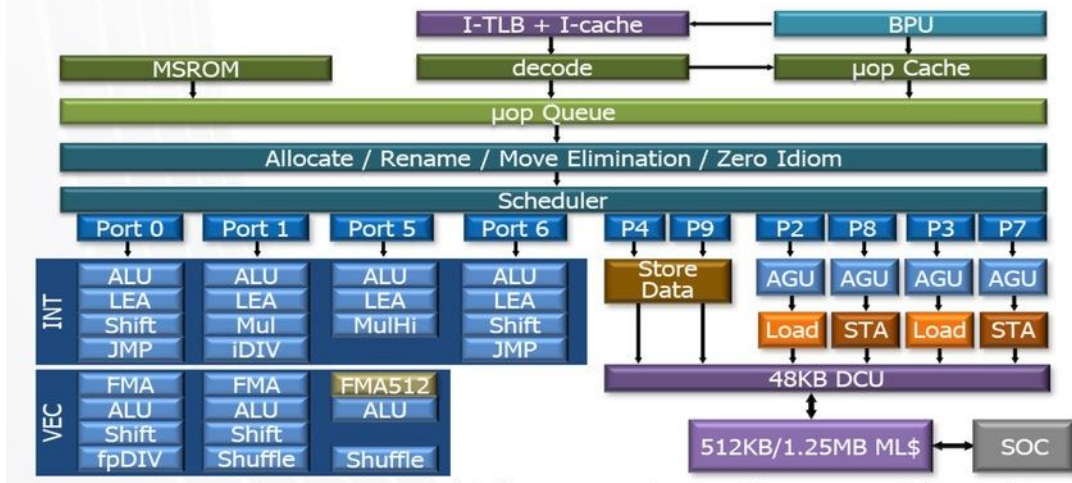 I-TLB + I-cache BPU
MSROM decode μop Cache
μop Queue
Allocate / Rename / Move Elimination / Zero Idiom
Scheduler
Port 0 Port 1 Port 5 Port 6 P4 P9 P2 P8 P3 P7
INT
ALU ALU ALU ALU Store Data AGU AGU AGU AGU
LEA LEA LEA LEA
Shift Mul MulHi Shift Load STA Load STA
JMP iDIV JMP
48KB DCU
VEC
FMA FMA FMA512
ALU ALU ALU
Shift Shift
fpDIV Shuffle Shuffle
512KB/1.25MB ML$ SOC